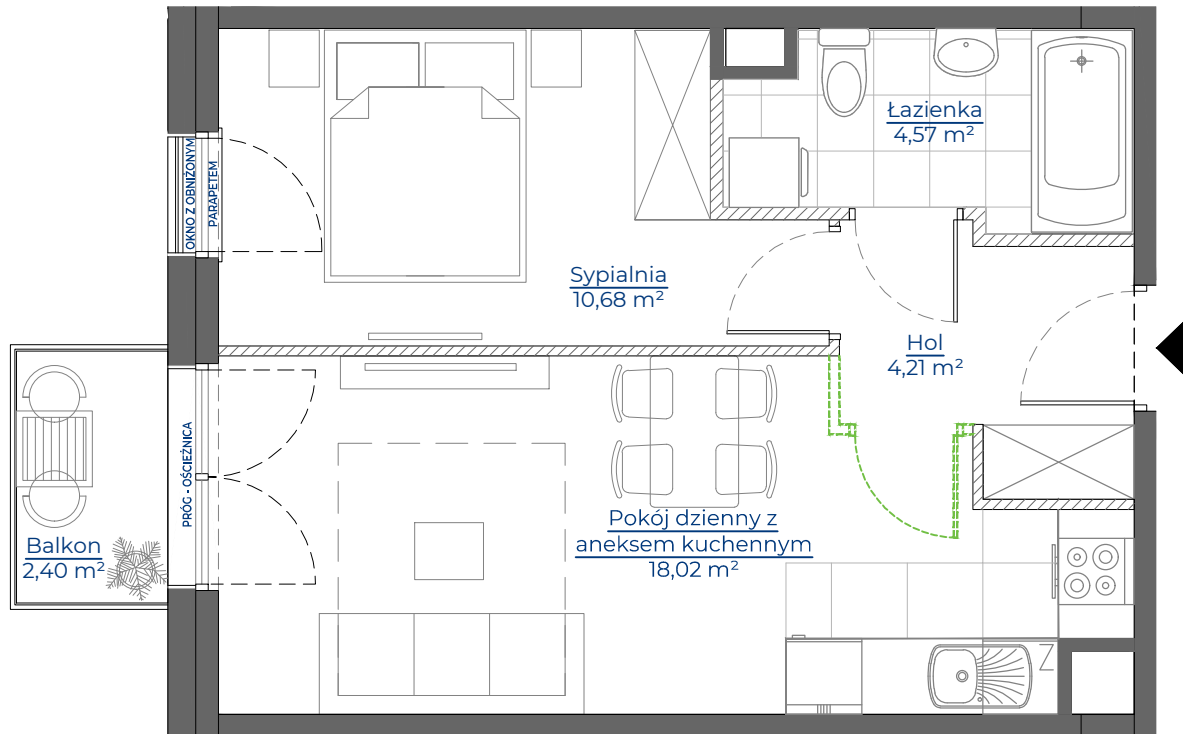 Łazienka
4,57 m²
OKNO Z OBNIŻONYM
PARAPETEM
Sypialnia
10,68 m²
Hol
4,21 m²
PRÓG - OŚCIEŻNICA
Pokój dzienny z
aneksem kuchennym
18,02 m²
Balkon
2,40 m²
Z